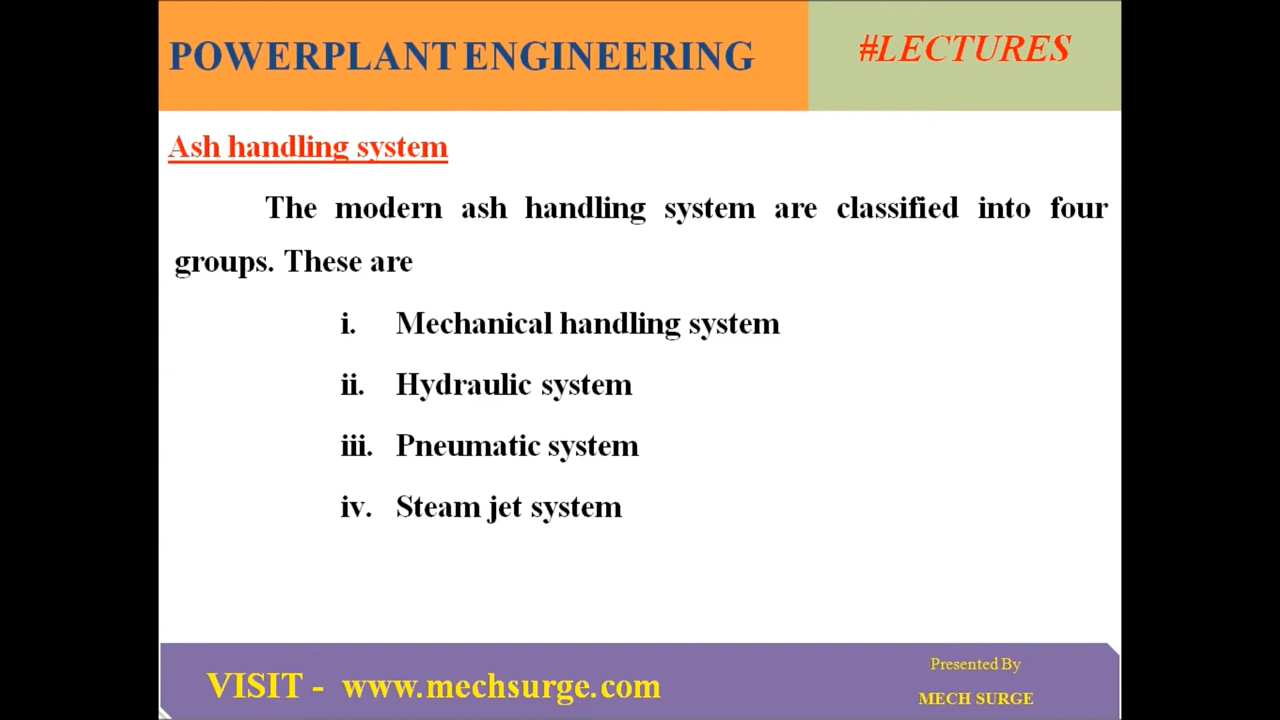 POWERPLANT ENGINEERING
#LECTURES
Ash handling system
The modern ash handling system are classified into four
groups. These are
i. Mechanical handling system
ii. Hydraulic system
iii. Pneumatic system
iv. Steam jet system
VISIT - www.mechsurge.com
Presented By
MECH SURGE